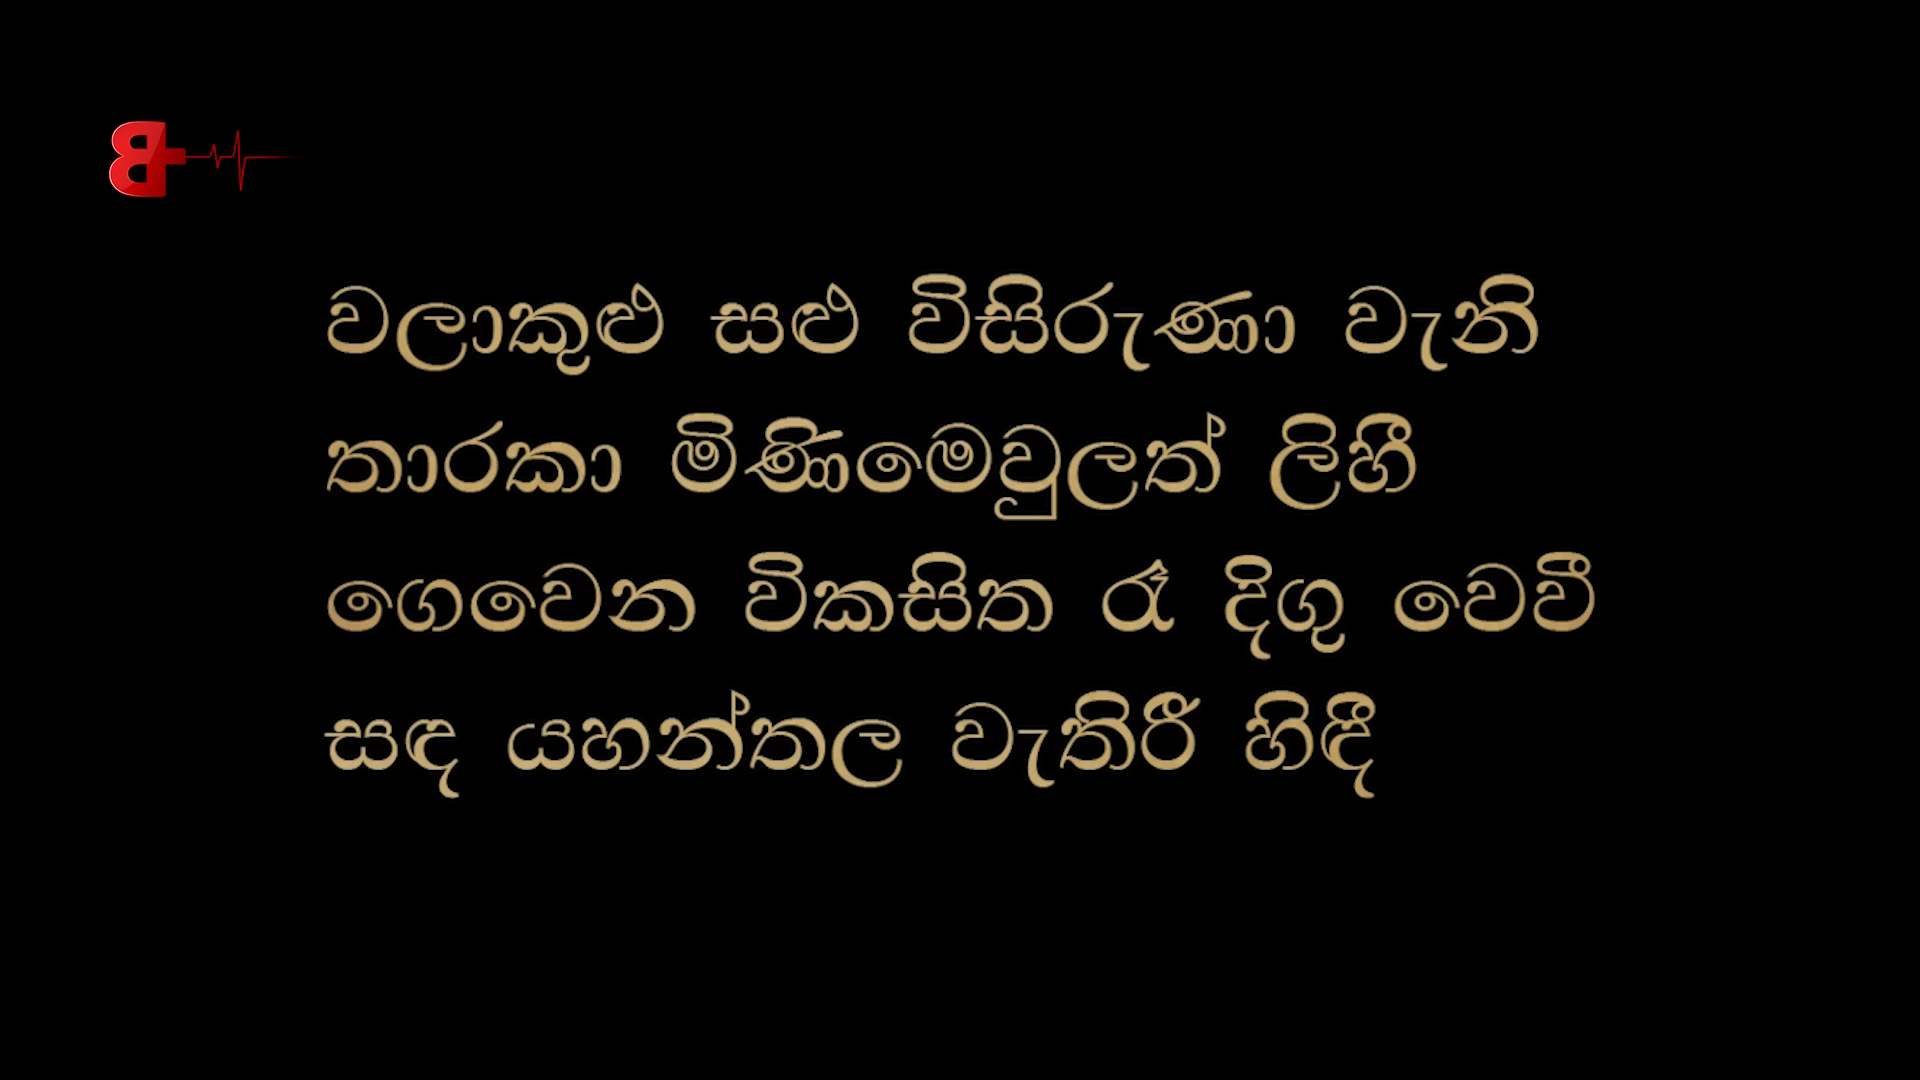 වලාකුළු සළු විසිරුණා වැනි
තාරකා මිණිමෙවුලත් ලිහී
ගෙවෙන විකසිත රෑ දිගු වෙවී
සඳ යහන්තල වැතිරී හිඳී